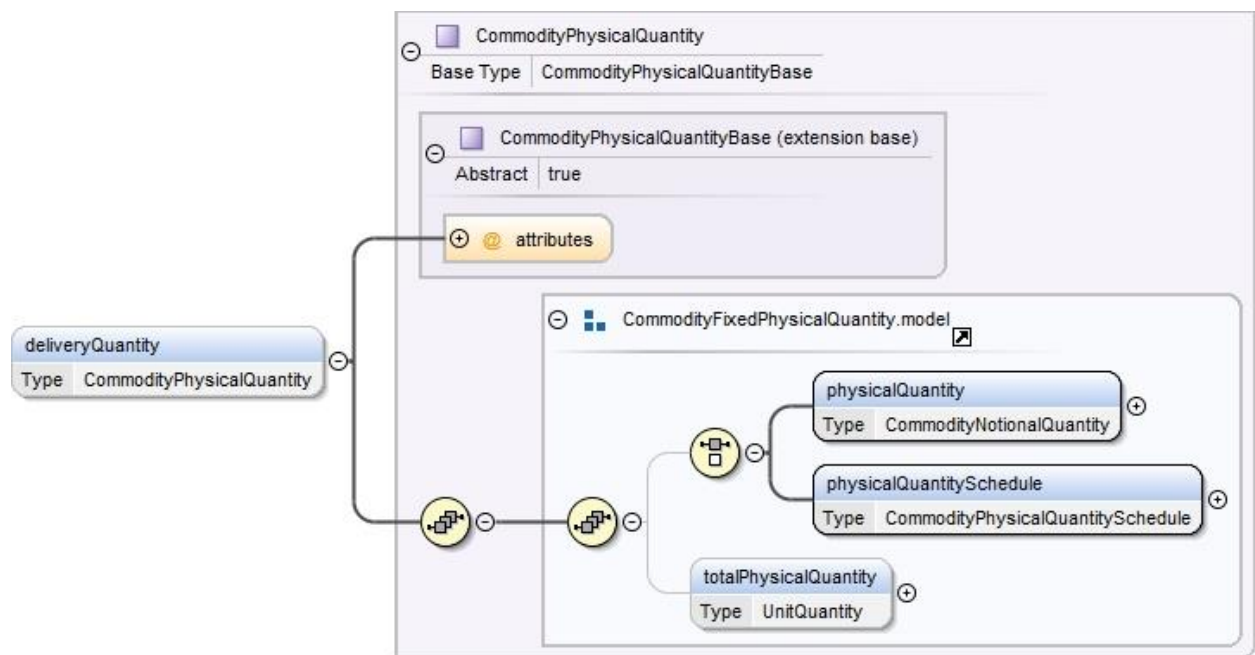 CommodityPhysicalQuantity
Base Type CommodityPhysicalQuantityBase
CommodityPhysicalQuantityBase (extension base)
Abstract true
@ attributes
CommodityFixedPhysicalQuantity.model
deliveryQuantity
Type CommodityPhysicalQuantity
physicalQuantity
Type CommodityNotionalQuantity
physicalQuantitySchedule
Type CommodityPhysicalQuantitySchedule
totalPhysicalQuantity
Type UnitQuantity